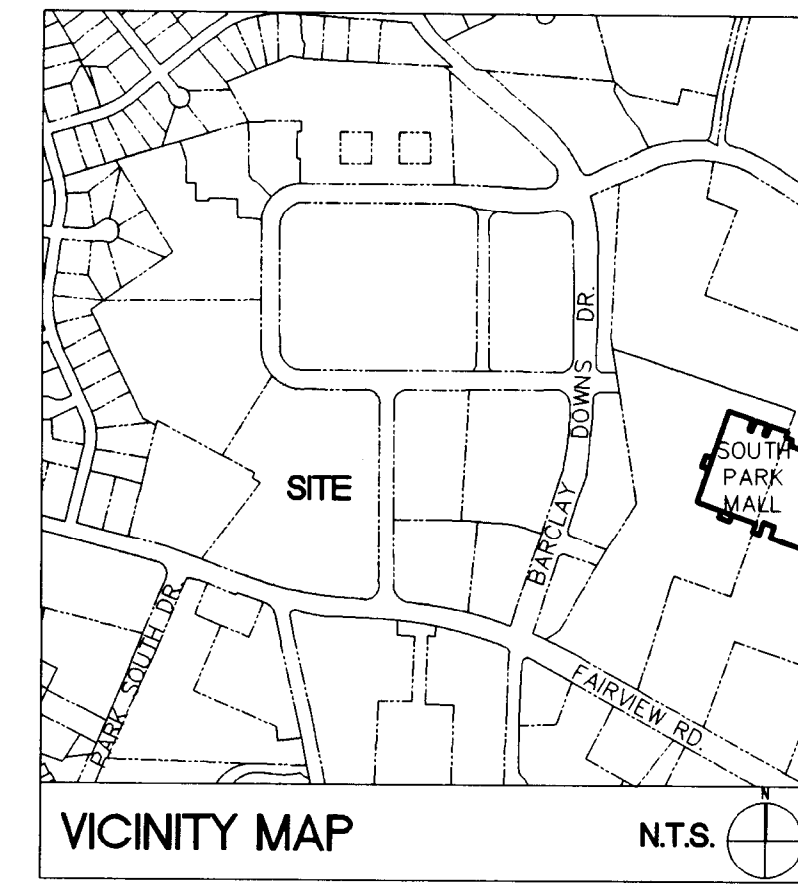 BARCLAY DOWNS DR.
SOUTH
PARK
MALL
SITE
PARK SOUTH DR.
FAIRVIEW RD.
VICINITY MAP
N.T.S.
N